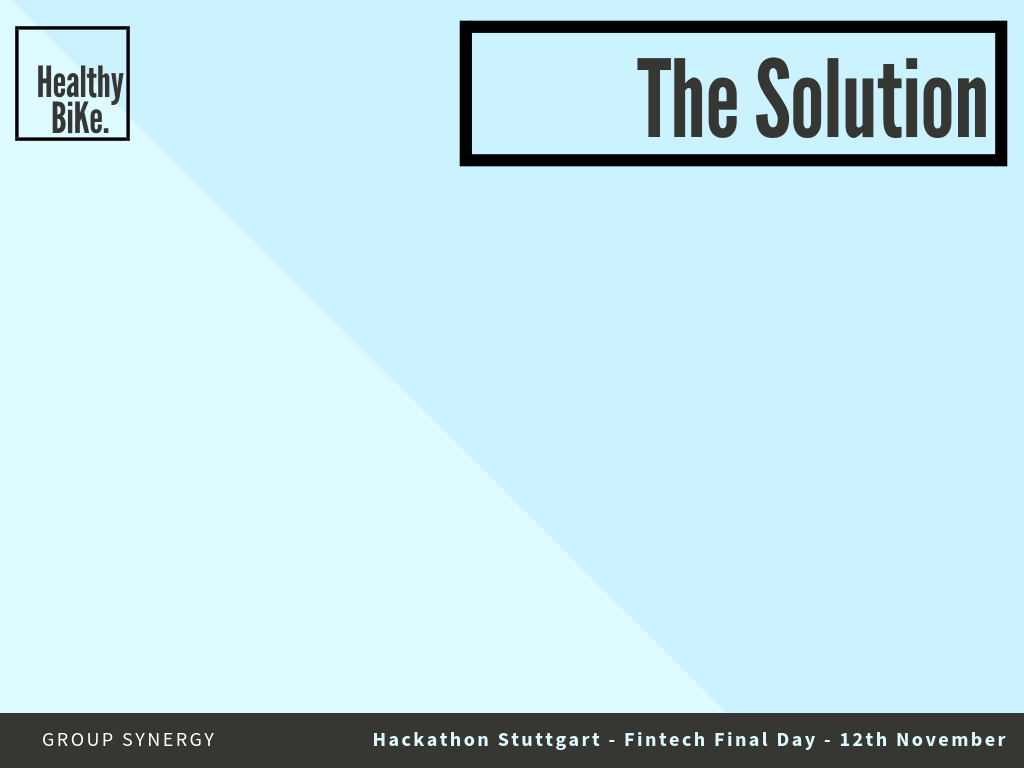 Healthy
BiKe.
The Solution
GROUP SYNERGY
Hackathon Stuttgart - Fintech Final Day - 12th November